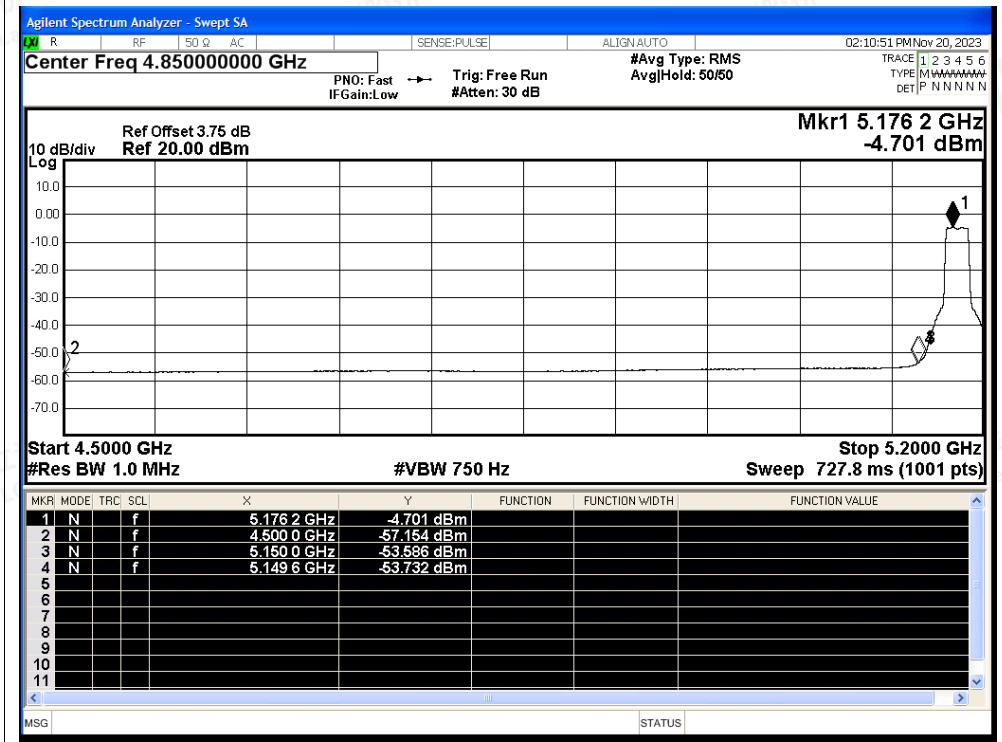 Agilent Spectrum Analyzer - Swept SA
LXI R RF 50 Ω AC SENSE:PULSE ALIGN AUTO 02:10:51 PM Nov 20, 2023
Center Freq 4.850000000 GHz #Avg Type: RMS TRACE 1 2 3 4 5 6
PNO: Fast Trig: Free Run Avg|Hold: 50/50 TYPE M WWWWW
IFGain:Low #Atten: 30 dB DET P N N N N N
Mkr1 5.176 2 GHz
Ref Offset 3.75 dB
10 dB/div Ref 20.00 dBm -4.701 dBm
Log
10.0
1
0.00
-10.0
-20.0
-30.0
-40.0
-50.0 2
-60.0
-70.0
Start 4.5000 GHz Stop 5.2000 GHz
#Res BW 1.0 MHz #VBW 750 Hz Sweep 727.8 ms (1001 pts)
MKR MODE TRC SCL X Y FUNCTION FUNCTION WIDTH FUNCTION VALUE
1 N f 5.176 2 GHz -4.701 dBm
2 N f 4.500 0 GHz -57.154 dBm
3 N f 5.150 0 GHz -53.586 dBm
4 N f 5.149 6 GHz -53.732 dBm
5
6
7
8
9
10
11
MSG STATUS